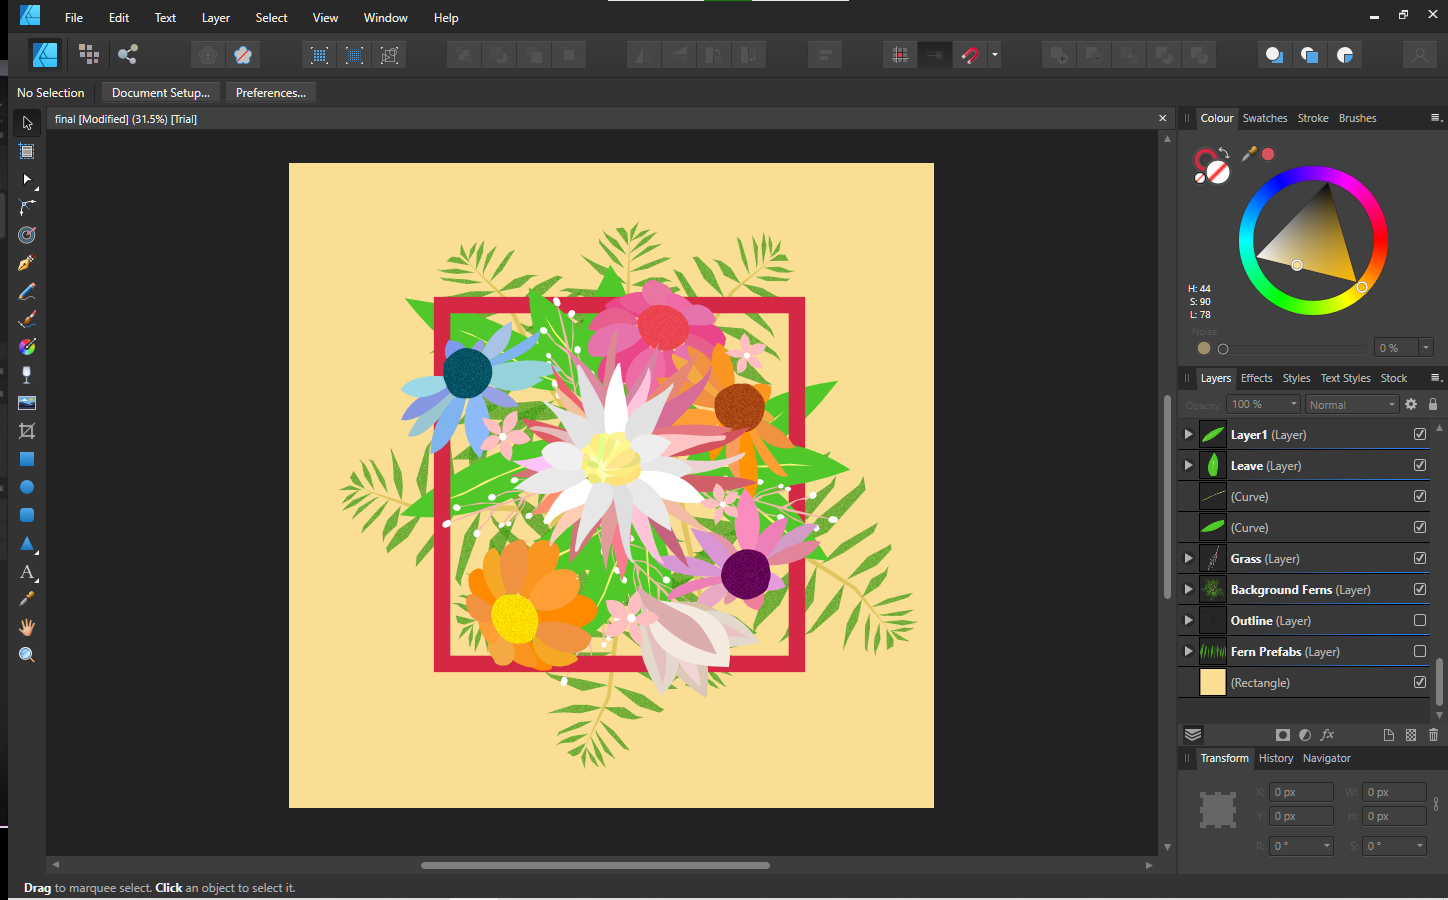 File Edit Text Layer Select View Window Help
No Selection Document Setup... Preferences...
final [Modified] (31.5%) [Trial]
Colour Swatches Stroke Brushes
H: 44
S: 90
L: 78
Noise
0 %
Layers Effects Styles Text Styles Stock
Opacity: 100 % Normal
Layer1 (Layer)
Leave (Layer)
(Curve)
(Curve)
Grass (Layer)
Background Ferns (Layer)
Outline (Layer)
Fern Prefabs (Layer)
(Rectangle)
fx
Transform History Navigator
X: 0 px W: 0 px
Y: 0 px H: 0 px
R: 0 ° S: 0 °
Drag to marquee select. Click an object to select it.